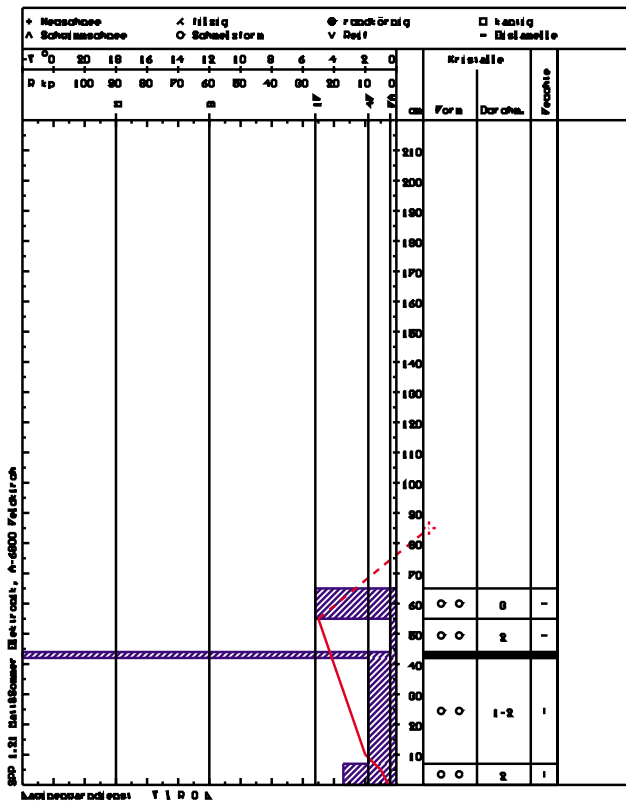 + Neuschnee ⋌ filzig ● rundkörnig □ kantig
∧ Schwimmschnee ○ Schmelzform ∨ Reif - Eislamelle
-T ° 20 18 16 14 12 10 8 6 4 2 0 Kristalle
R kp 100 90 80 70 60 50 40 30 20 10 0 cm Form Durchm. Feuchte
210
200
190
180
170
160
150
140
130
120
110
100
90
80
70
60 ○ ○ 3 -
50 ○ ○ 2 -
40
30
20 ○ ○ 1-2 I
10
○ ○ 2 I
Lawinenwarndienst TIROL